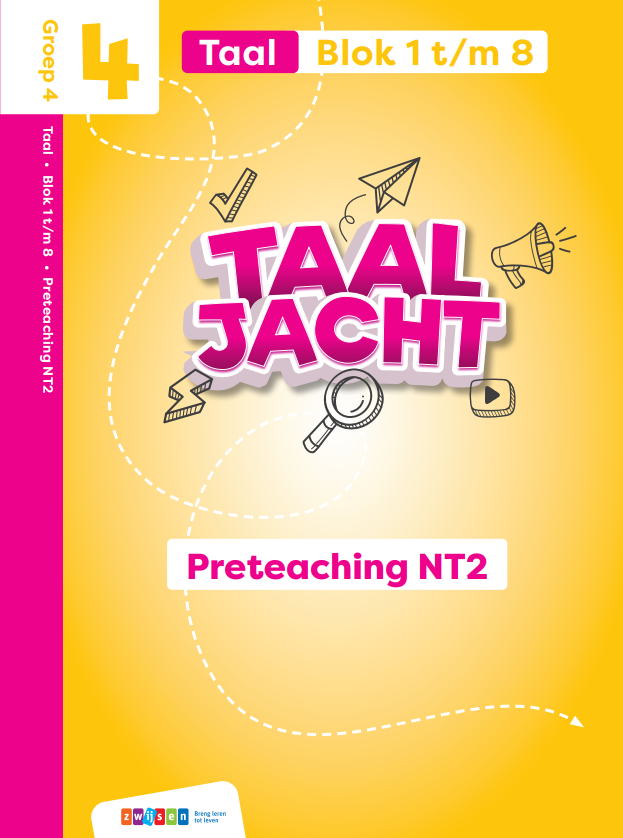 Groep 4
4
Taal Blok 1 t/m 8
Taal • Blok 1 t/m 8 • Preteaching NT2
TAAL
JACHT
Preteaching NT2
zwijsen
Breng leren
tot leven